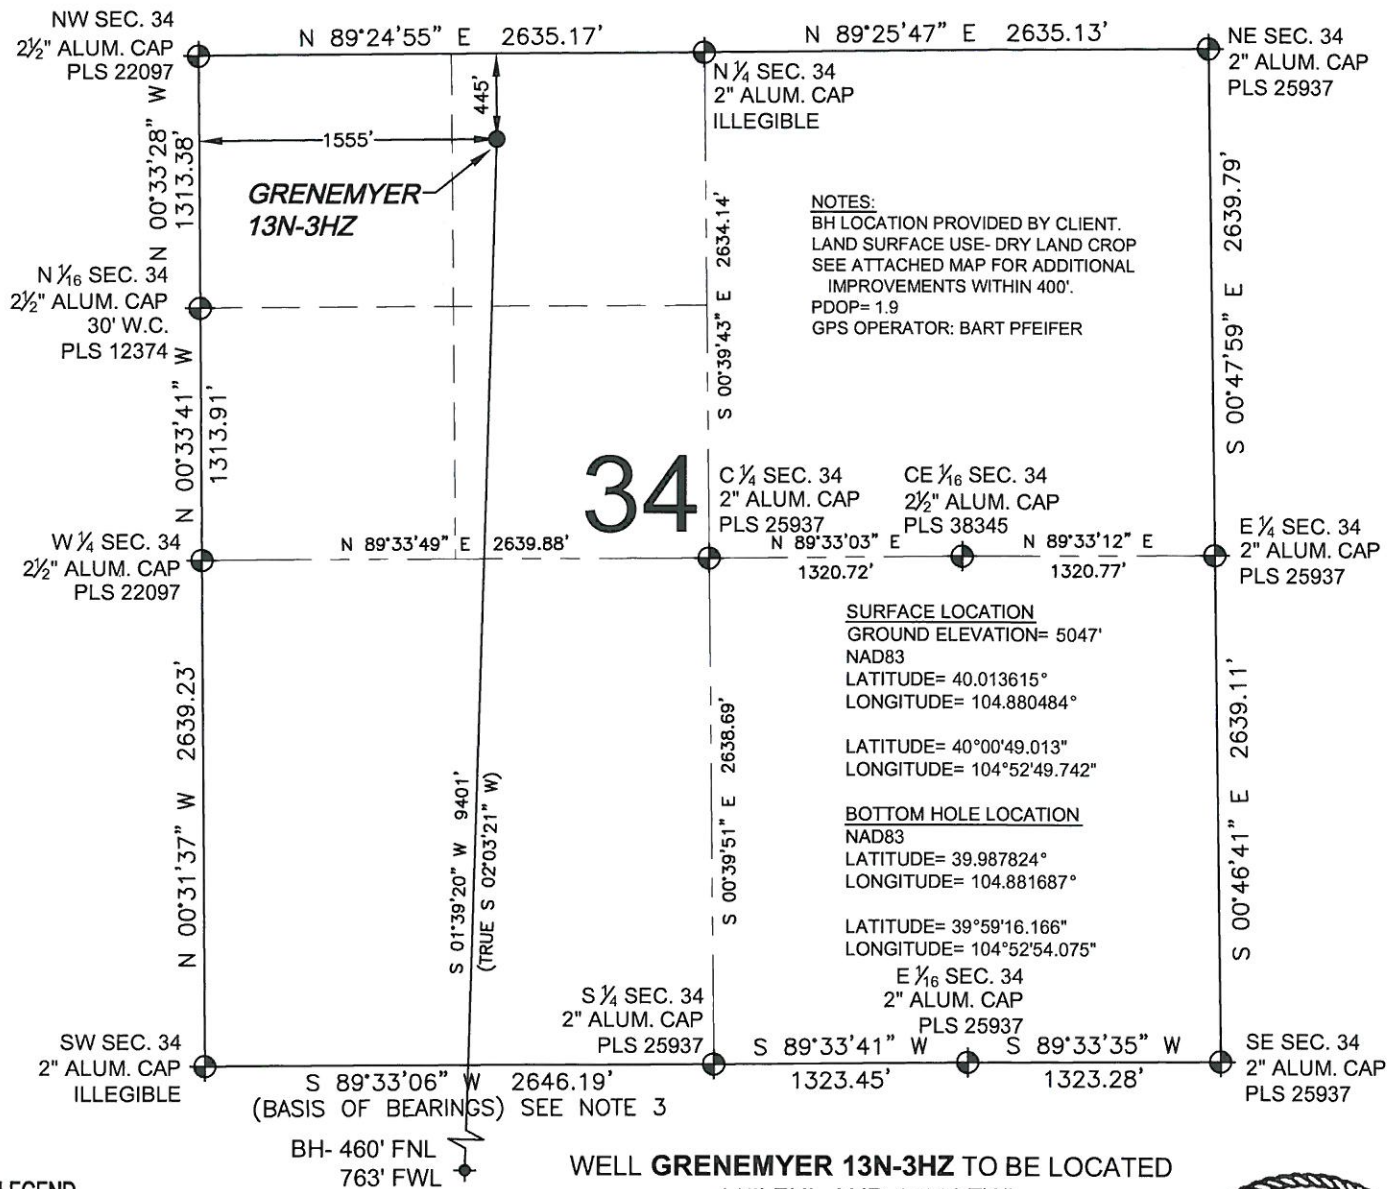 NW SEC. 34
2½" ALUM. CAP
PLS 22097
N 89°24'55" E 2635.17'
N 89°25'47" E 2635.13'
NE SEC. 34
2" ALUM. CAP
PLS 25937
N ¼ SEC. 34
2" ALUM. CAP
ILLEGIBLE
445'
1555'
N 00°33'28" W
1313.38'
GRENEMYER
13N-3HZ
N 1⁄16 SEC. 34
2½" ALUM. CAP
30' W.C.
PLS 12374
S 00°39'43" E 2634.14'
NOTES:
BH LOCATION PROVIDED BY CLIENT.
LAND SURFACE USE- DRY LAND CROP
SEE ATTACHED MAP FOR ADDITIONAL
IMPROVEMENTS WITHIN 400'.
PDOP= 1.9
GPS OPERATOR: BART PFEIFER
S 00°47'59" E 2639.79'
N 00°33'41" W
1313.91'
34
C ¼ SEC. 34
2" ALUM. CAP
PLS 25937
CE 1⁄16 SEC. 34
2½" ALUM. CAP
PLS 38345
W ¼ SEC. 34
2½" ALUM. CAP
PLS 22097
N 89°33'49" E 2639.88'
N 89°33'03" E
1320.72'
N 89°33'12" E
1320.77'
E ¼ SEC. 34
2" ALUM. CAP
PLS 25937
SURFACE LOCATION
GROUND ELEVATION= 5047'
NAD83
LATITUDE= 40.013615°
LONGITUDE= 104.880484°
LATITUDE= 40°00'49.013"
LONGITUDE= 104°52'49.742"
BOTTOM HOLE LOCATION
NAD83
LATITUDE= 39.987824°
LONGITUDE= 104.881687°
LATITUDE= 39°59'16.166"
LONGITUDE= 104°52'54.075"
N 00°31'37" W 2639.23'
S 01°39'20" W 9401'
(TRUE S 02°03'21" W)
S 00°39'51" E 2638.69'
S 00°46'41" E 2639.11'
E 1⁄16 SEC. 34
2" ALUM. CAP
PLS 25937
S ¼ SEC. 34
2" ALUM. CAP
PLS 25937
SW SEC. 34
2" ALUM. CAP
ILLEGIBLE
S 89°33'06" W 2646.19'
(BASIS OF BEARINGS) SEE NOTE 3
S 89°33'41" W
1323.45'
S 89°33'35" W
1323.28'
SE SEC. 34
2" ALUM. CAP
PLS 25937
BH- 460' FNL
763' FWL
WELL GRENEMYER 13N-3HZ TO BE LOCATED
LEGEND